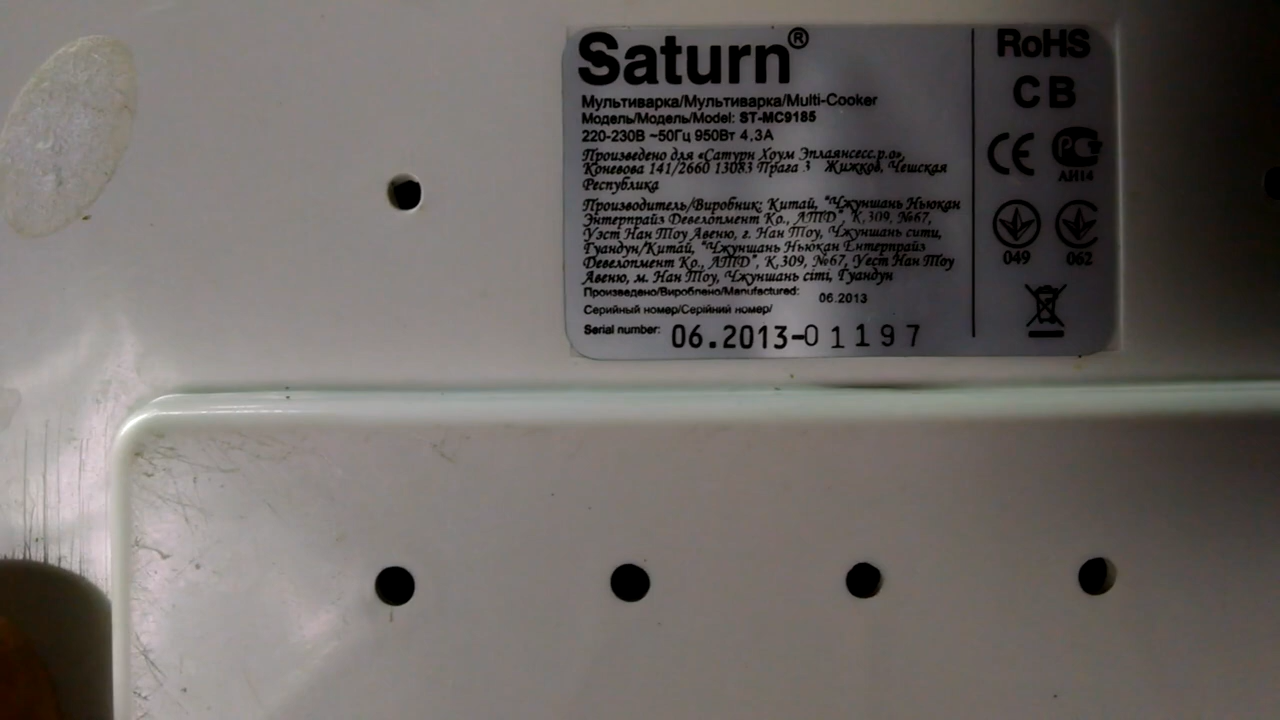 Saturn®
Мультиварка/Мультиварка/Multi-Cooker
Модель/Модель/Model: ST-MC9185
220-230В ~50Гц 950Вт 4,3А
Произведено для «Сатурн Хоум Эплаянсесс.р.о»,
Коневова 141/2660 13083 Прага 3 Жижков, Чешская
Республика
Производитель/Виробник: Китай, "Чжуншань Ньюкан
Энтерпрайз Девелопмент Ко., ЛТД", К.309, №67,
Уэст Нан Тоу Авеню, г. Нан Тоу, Чжуншань сити,
Гуандун/Китай, "Чжуншань Ньюкан Ентерпрайз
Девелопмент Ко., ЛТД", К.309, №67, Уест Нан Тоу
Авеню, м. Нан Тоу, Чжуншань сіті, Гуандун
Произведено/Вироблено/Manufactured: 06.2013
Серийный номер/Серійний номер/
Serial number: 06.2013-01197
RoHS
CB
CE
РС
АН14
049
062